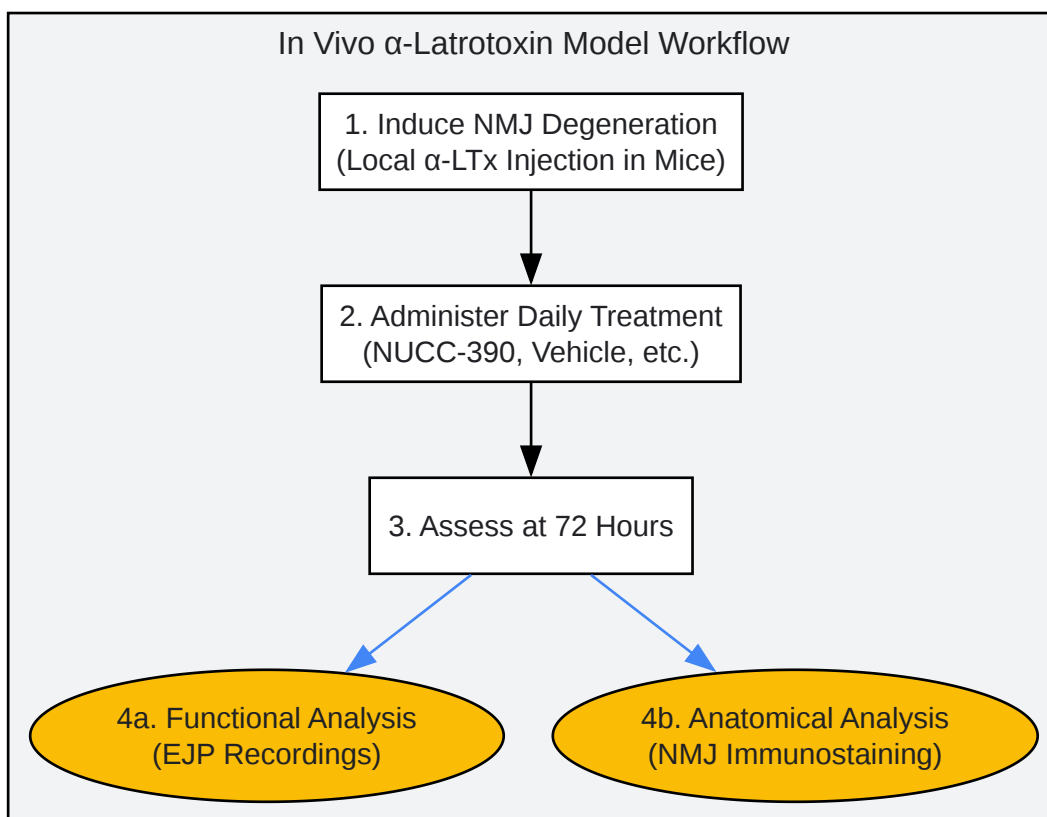 In Vivo α-Latrotoxin Model Workflow
1. Induce NMJ Degeneration
(Local α-LTx Injection in Mice)
2. Administer Daily Treatment
(NUCC-390, Vehicle, etc.)
3. Assess at 72 Hours
4a. Functional Analysis
(EJP Recordings)
4b. Anatomical Analysis
(NMJ Immunostaining)